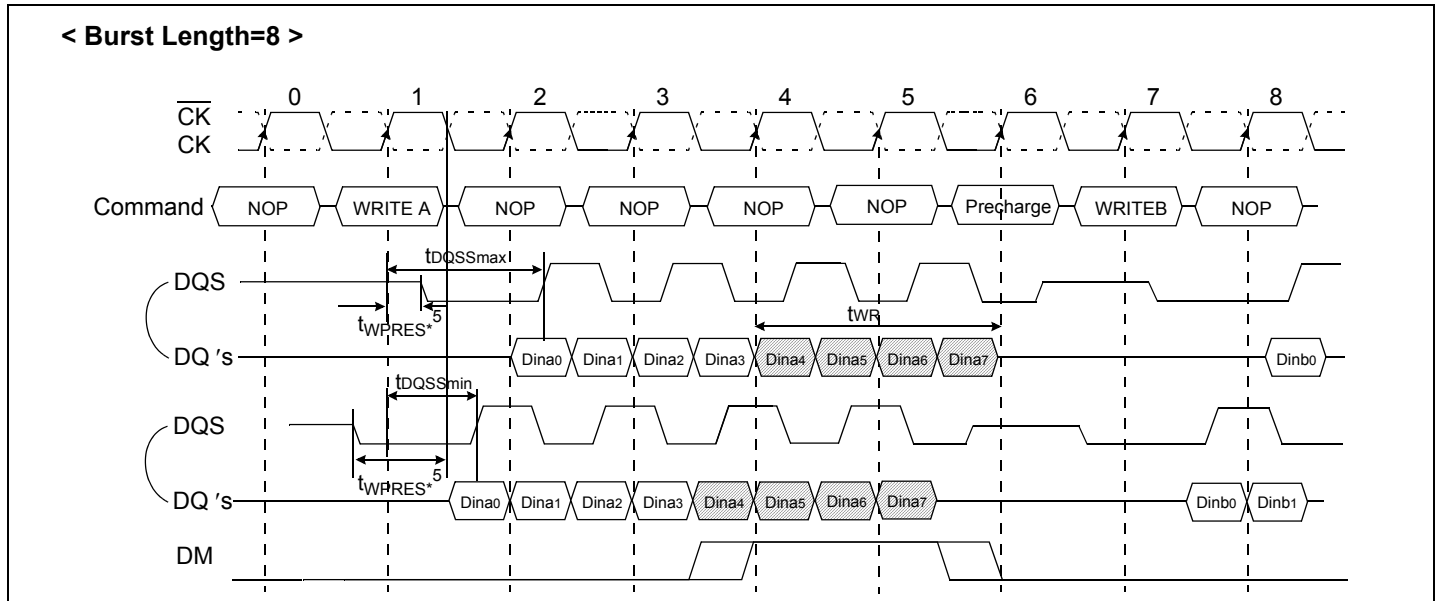 < Burst Length=8 >
0 1 2 3 4 5 6 7 8
CK
CK
Command NOP WRITE A NOP NOP NOP NOP Precharge WRITEB NOP
tDQSSmax
DQS
tWPRES*5
tWR
DQ 's Dina0 Dina1 Dina2 Dina3 Dina4 Dina5 Dina6 Dina7 Dinb0
tDQSSmin
DQS
tWPRES*5
DQ 's Dina0 Dina1 Dina2 Dina3 Dina4 Dina5 Dina6 Dina7 Dinb0 Dinb1
DM